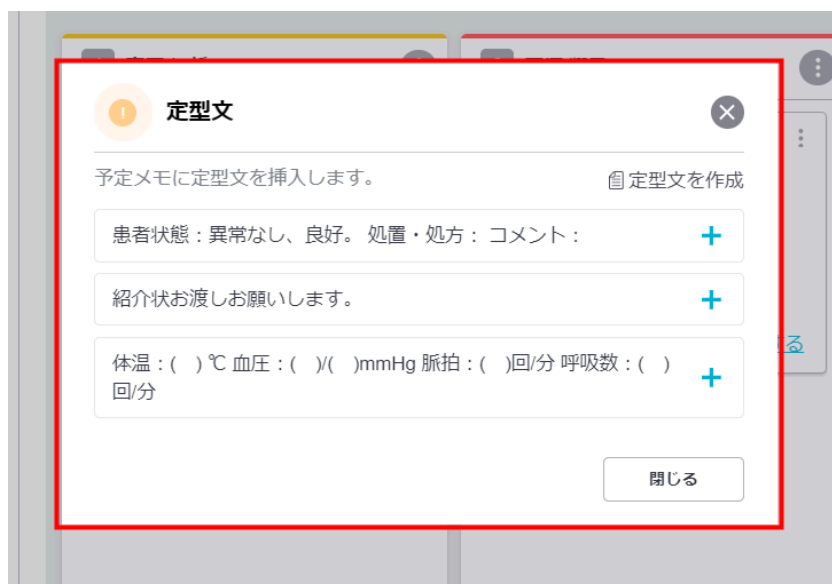 定型文
予定メモに定型文を挿入します。
定型文を作成
患者状態：異常なし、良好。 処置・処方： コメント：
紹介状お渡しお願いします。
体温：(　) ℃ 血圧：(　)/(　)mmHg 脈拍：(　)回/分 呼吸数：(　)
回/分
る
閉じる